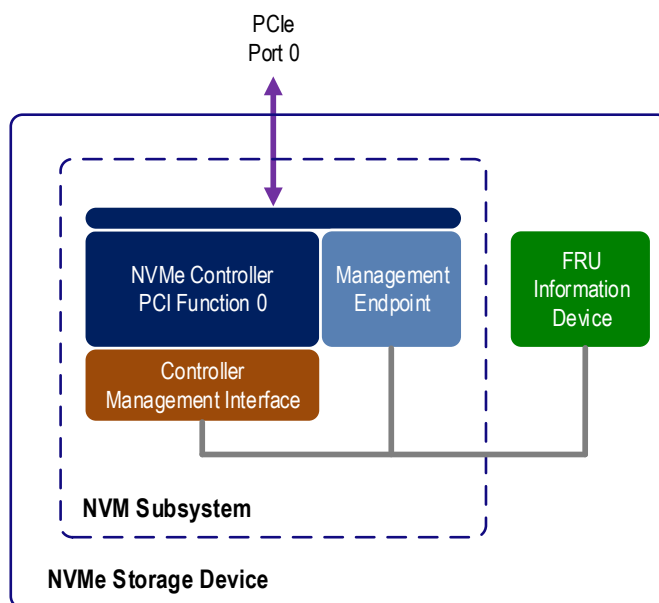 PCIe
Port 0
NVMe Controller
PCI Function 0
Management
Endpoint
FRU
Information
Device
Controller
Management Interface
NVM Subsystem
NVMe Storage Device